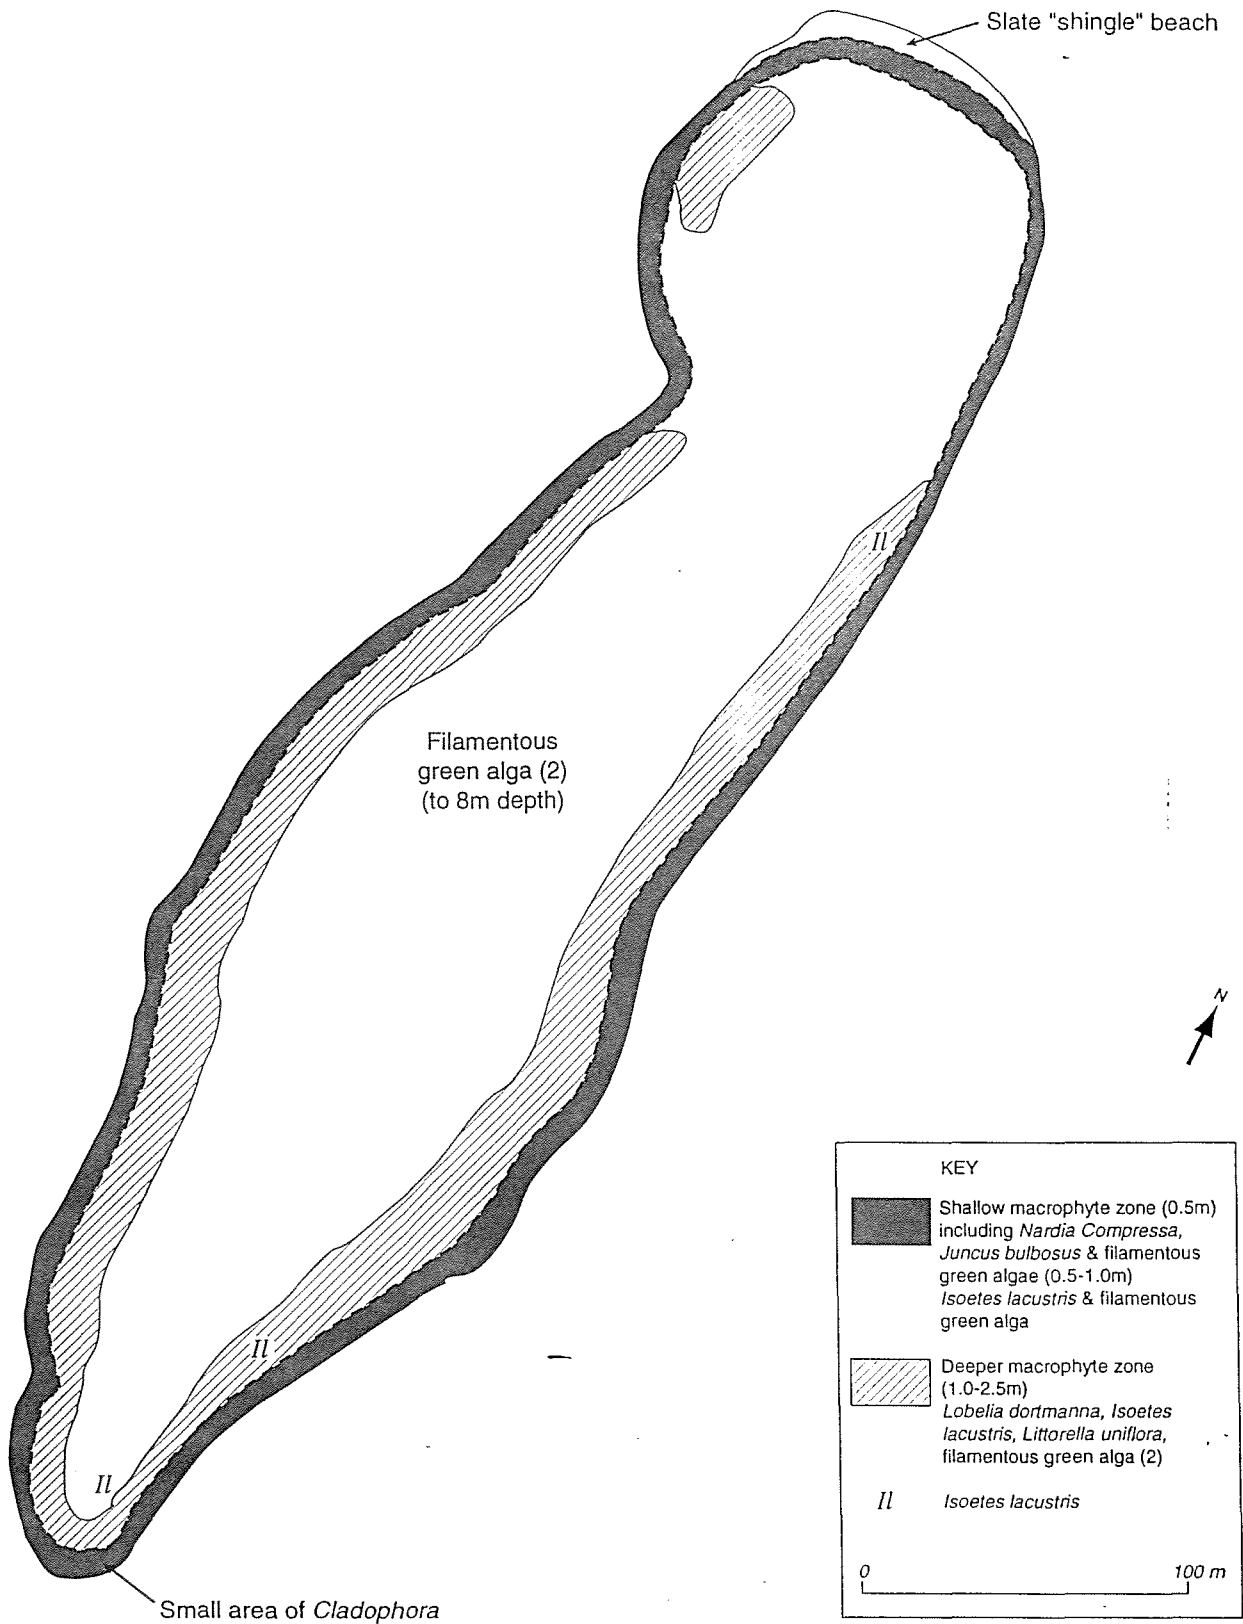 Slate "shingle" beach
Il
Filamentous
green alga (2)
(to 8m depth)
N
Il
Il
Small area of Cladophora
KEY
Shallow macrophyte zone (0.5m)
including Nardia Compressa,
Juncus bulbosus & filamentous
green algae (0.5-1.0m)
Isoetes lacustris & filamentous
green alga
Deeper macrophyte zone
(1.0-2.5m)
Lobelia dortmanna, Isoetes
lacustris, Littorella uniflora,
filamentous green alga (2)
Il Isoetes lacustris
0 100 m